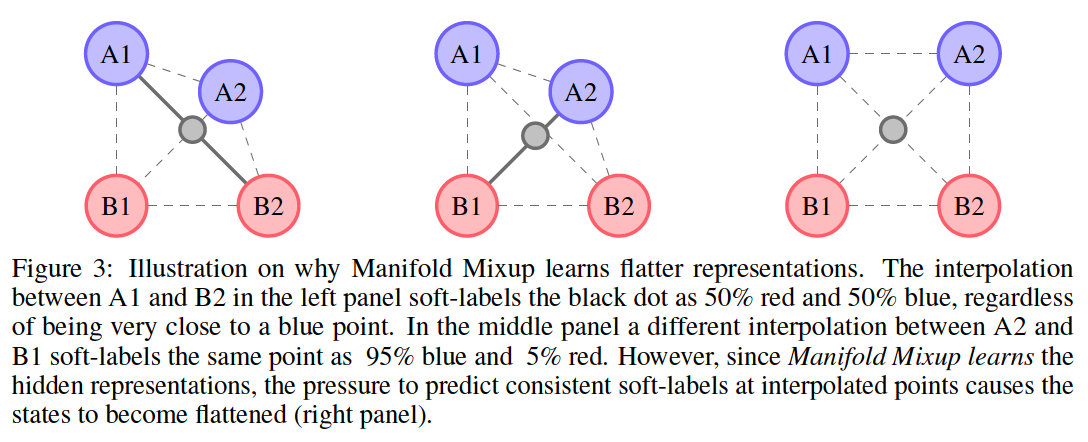 A1 A1 A1 A2
A2 A2
B1 B2 B1 B2 B1 B2
Figure 3: Illustration on why Manifold Mixup learns flatter representations. The interpolation
between A1 and B2 in the left panel soft-labels the black dot as 50% red and 50% blue, regardless
of being very close to a blue point. In the middle panel a different interpolation between A2 and
B1 soft-labels the same point as 95% blue and 5% red. However, since Manifold Mixup learns the
hidden representations, the pressure to predict consistent soft-labels at interpolated points causes the
states to become flattened (right panel).